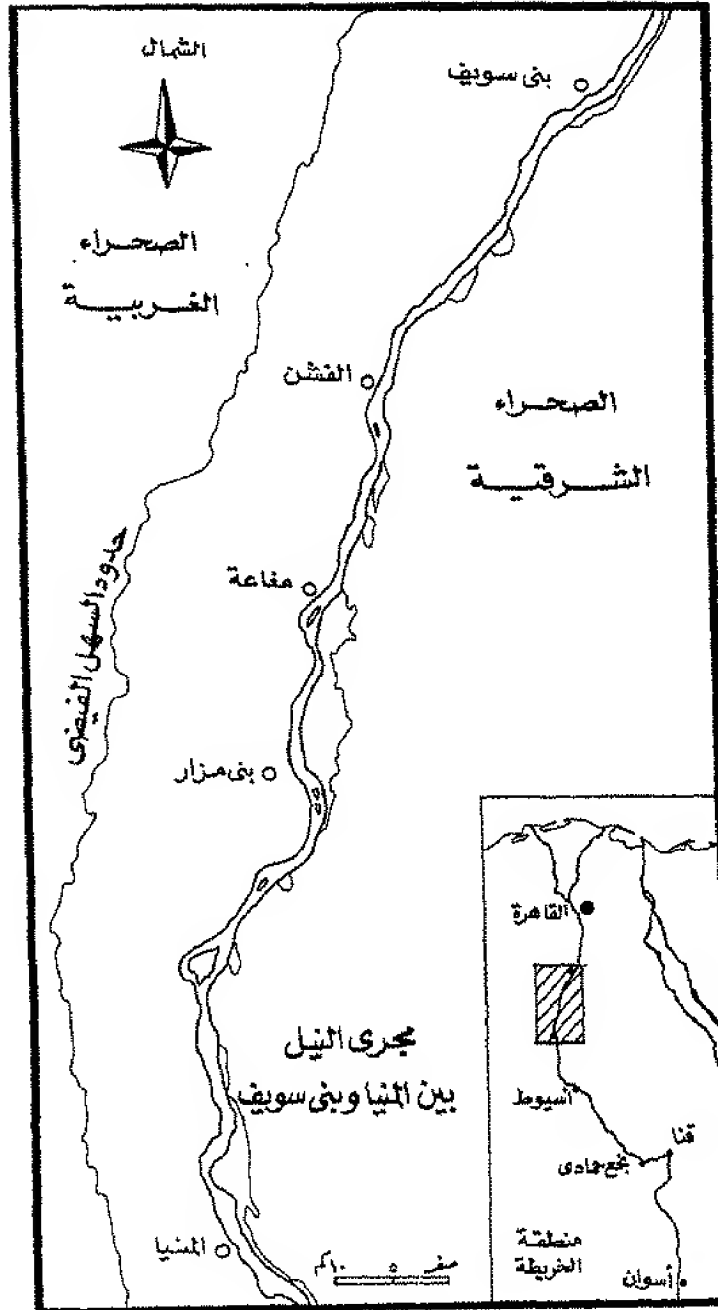 الشمال
بنى سويف
الصحراء
الغربية
الفشن
الصحراء
الشرقية
مغاغة
حدود السهل الفيضى
بنى مزار
القاهرة
مجرى النيل
بين المنيا وبنى سويف
أسيوط
قنا
نجع حمادى
المنيا
صفر ٥ ١٠كم
منطقة
الخريطة
أسوان